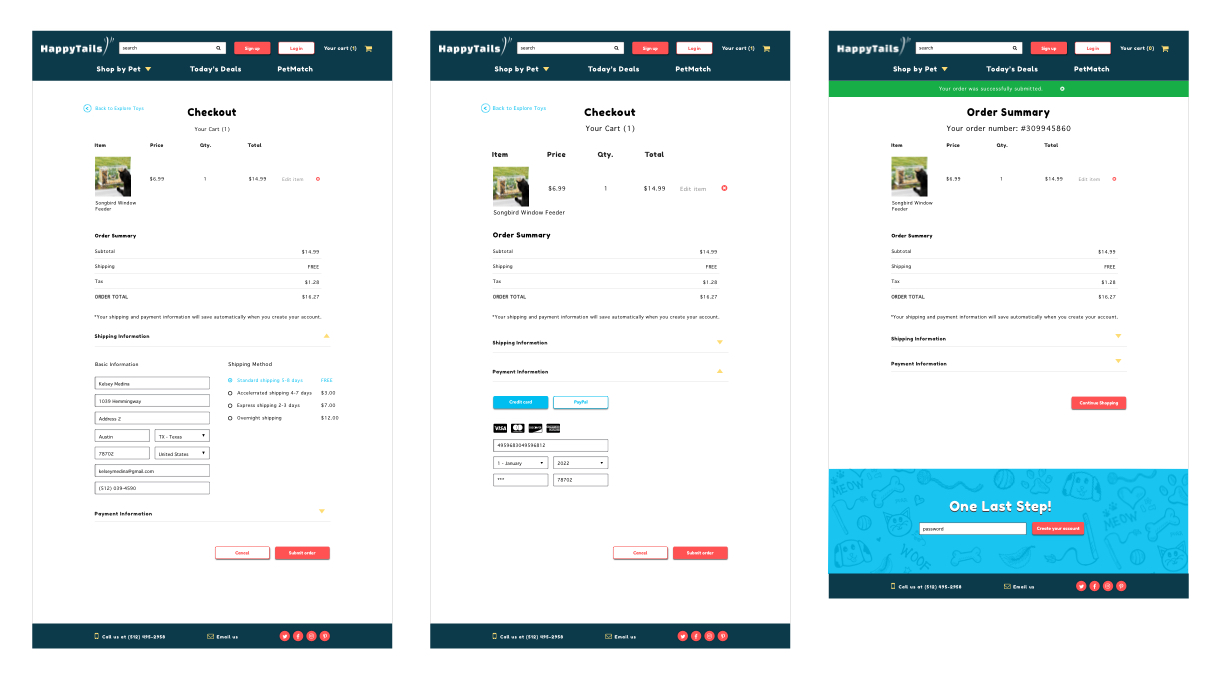 HappyTails
search
Sign up
Log in
Your cart (1)
Shop by Pet
Today's Deals
PetMatch
Back to Explore Toys
Checkout
Your Cart (1)
Item Price Qty. Total
$6.99 1 $14.99 Edit item
Songbird Window
Feeder
Order Summary
Subtotal $14.99
Shipping FREE
Tax $1.28
ORDER TOTAL $16.27
*Your shipping and payment information will save automatically when you create your account.
Shipping Information
Basic Information
Shipping Method
Kelsey Medina
Standard shipping 3-8 days FREE
1039 Hemmingway
Accelerrated shipping 4-7 days $3.00
Express shipping 2-3 days $7.00
Address 2
Overnight shipping $12.00
Austin TX - Texas
78702 United States
kelseymedina@gmail.com
(512) 039-4590
Payment Information
Cancel Submit order
Call us at (512) 495-2958 Email us
HappyTails
search
Sign up
Log in
Your cart (1)
Shop by Pet
Today's Deals
PetMatch
Back to Explore Toys
Checkout
Your Cart (1)
Item Price Qty. Total
$6.99 1 $14.99 Edit item
Songbird Window Feeder
Order Summary
Subtotal $14.99
Shipping FREE
Tax $1.28
ORDER TOTAL $16.27
*Your shipping and payment information will save automatically when you create your account.
Shipping Information
Payment Information
Credit card PayPal
VISA
4959683049596812
1 - January 2022
*** 78702
Cancel Submit order
Call us at (512) 495-2958 Email us
HappyTails
search
Sign up
Log in
Your cart (0)
Shop by Pet
Today's Deals
PetMatch
Your order was successfully submitted.
Order Summary
Your order number: #309945860
Item Price Qty. Total
$6.99 1 $14.99 Edit item
Songbird Window
Feeder
Order Summary
Subtotal $14.99
Shipping FREE
Tax $1.28
ORDER TOTAL $16.27
*Your shipping and payment information will save automatically when you create your account.
Shipping Information
Payment Information
Continue Shopping
MEOW
One Last Step!
MEOW
password Create your account
WOOF
Call us at (512) 495-2958 Email us